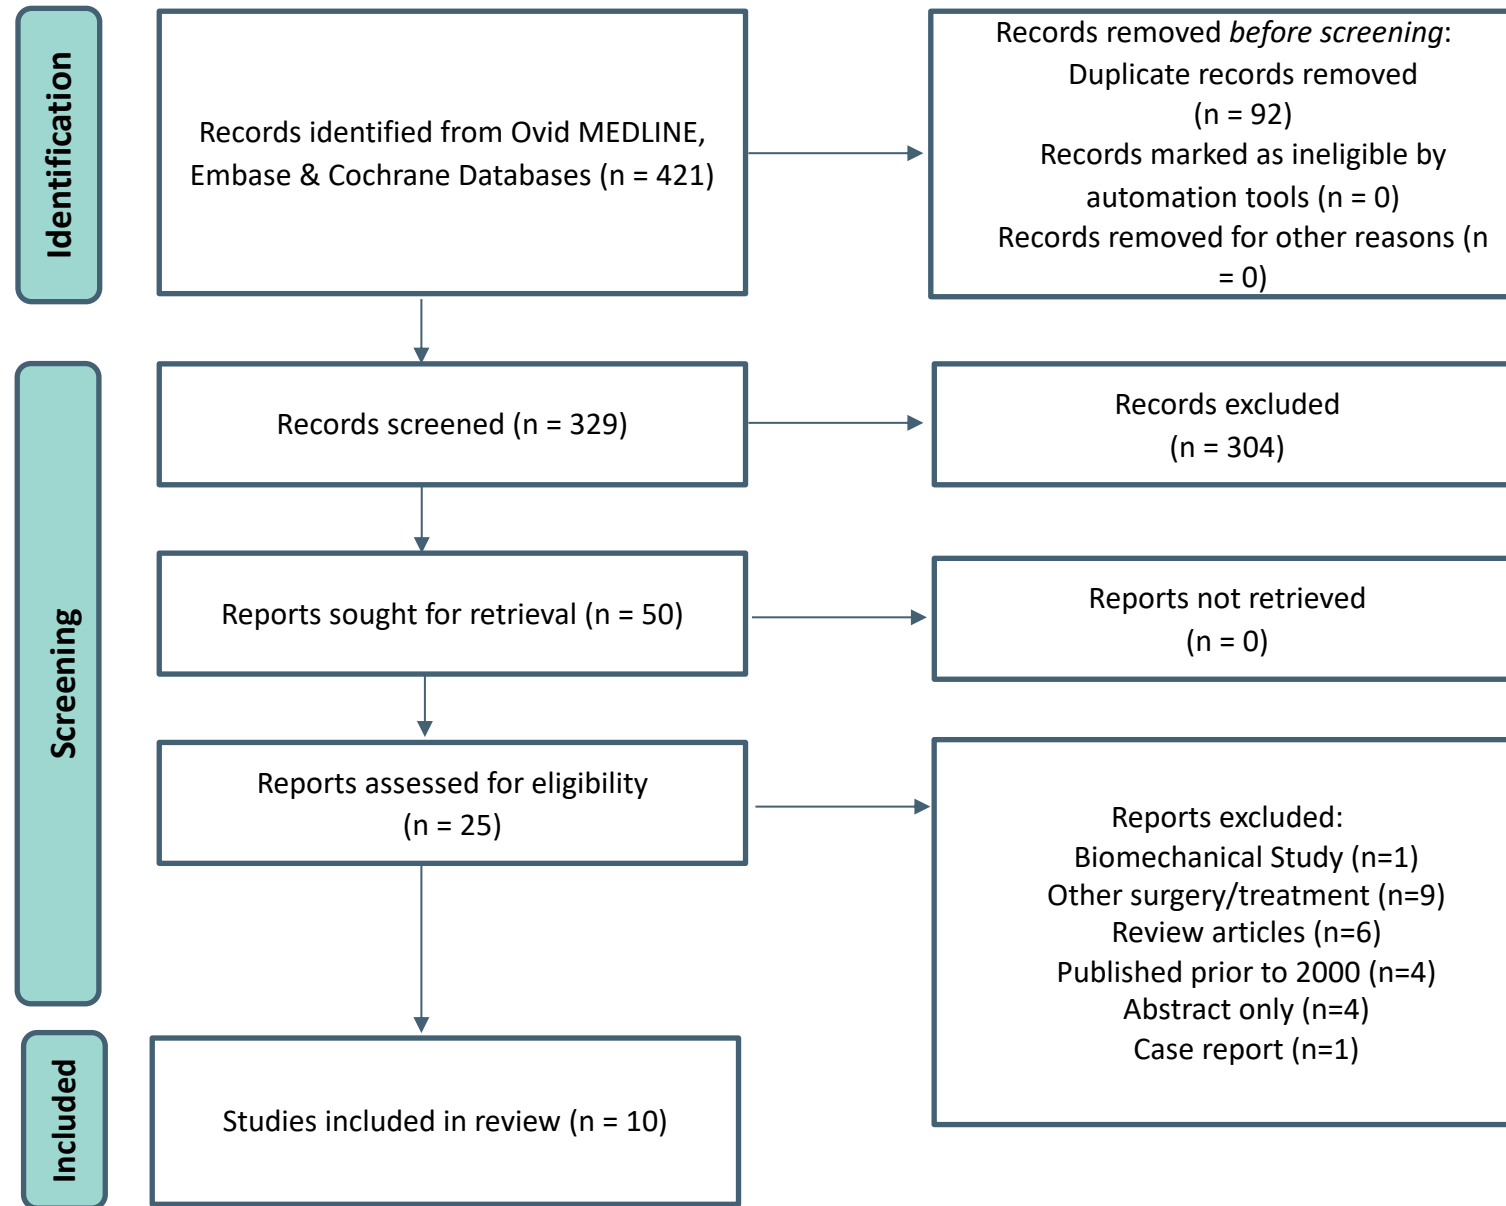 Identification
Records identified from Ovid MEDLINE,
Embase & Cochrane Databases (n = 421)
Records removed before screening:
Duplicate records removed
(n = 92)
Records marked as ineligible by
automation tools (n = 0)
Records removed for other reasons (n
= 0)
Screening
Records screened (n = 329)
Records excluded
(n = 304)
Reports sought for retrieval (n = 50)
Reports not retrieved
(n = 0)
Reports assessed for eligibility
(n = 25)
Reports excluded:
Biomechanical Study (n=1)
Other surgery/treatment (n=9)
Review articles (n=6)
Published prior to 2000 (n=4)
Abstract only (n=4)
Case report (n=1)
Included
Studies included in review (n = 10)